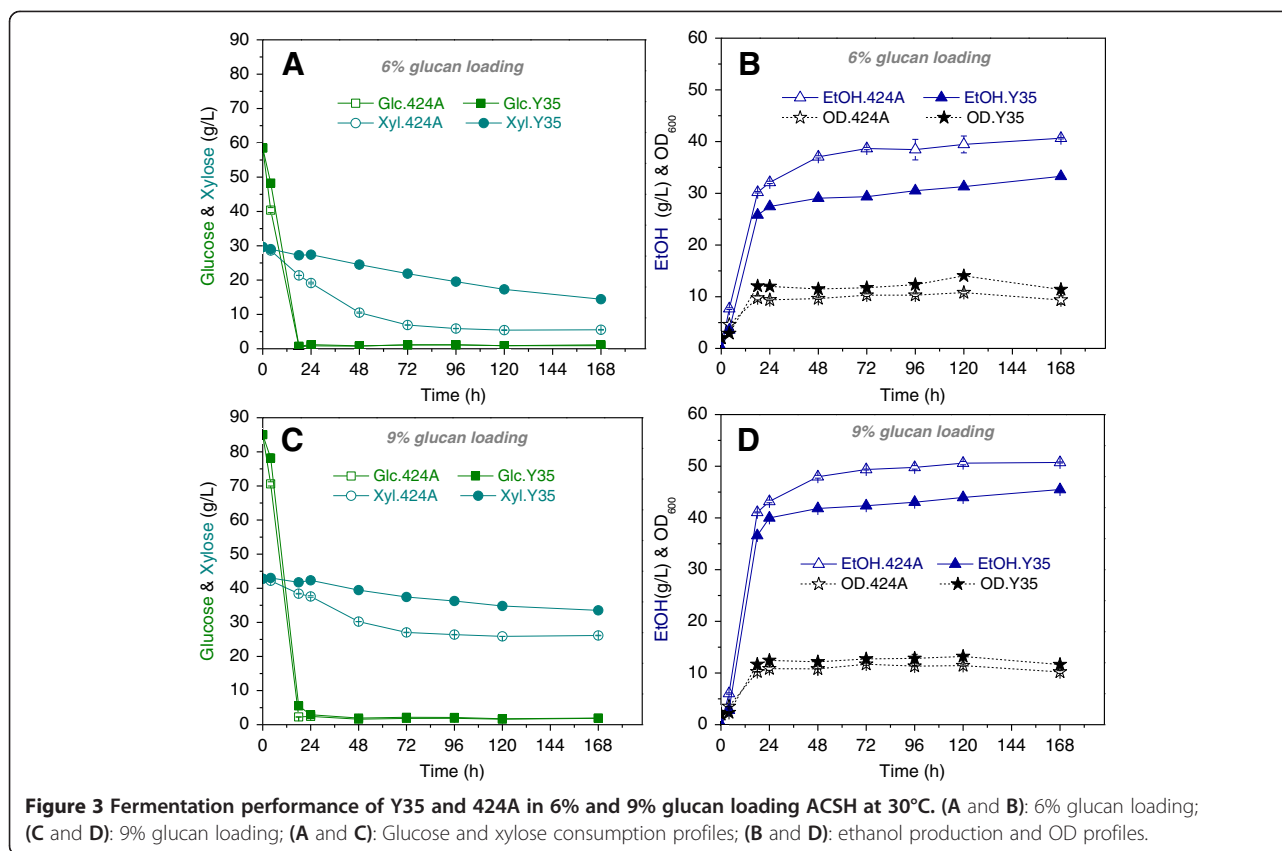 A
6% glucan loading
Glc.424A Glc.Y35
Xyl.424A Xyl.Y35
Glucose & Xylose (g/L)
90
80
70
60
50
40
30
20
10
0
0 24 48 72 96 120 144 168
Time (h)
B
6% glucan loading
EtOH.424A EtOH.Y35
OD.424A OD.Y35
EtOH (g/L) & OD600
60
50
40
30
20
10
0
0 24 48 72 96 120 144 168
Time (h)
C
9% glucan loading
Glc.424A Glc.Y35
Xyl.424A Xyl.Y35
Glucose & Xylose (g/L)
90
80
70
60
50
40
30
20
10
0
0 24 48 72 96 120 144 168
Time (h)
D
9% glucan loading
EtOH.424A EtOH.Y35
OD.424A OD.Y35
EtOH(g/L) & OD600
60
50
40
30
20
10
0
0 24 48 72 96 120 144 168
Time (h)
Figure 3 Fermentation performance of Y35 and 424A in 6% and 9% glucan loading ACSH at 30°C. (A and B): 6% glucan loading;
(C and D): 9% glucan loading; (A and C): Glucose and xylose consumption profiles; (B and D): ethanol production and OD profiles.